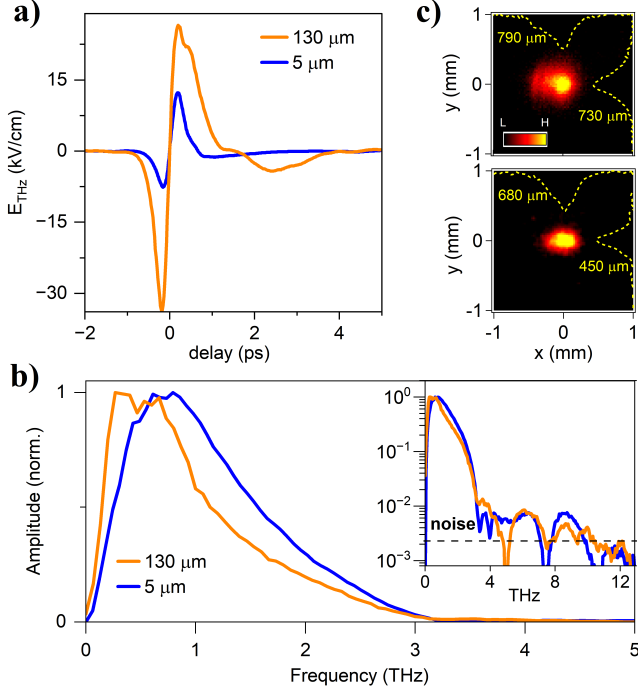 a)
130 μm
5 μm
15
0
−15
−30
E_THz (kV/cm)
−2
0
2
4
delay (ps)
c)
1
0
-1
y (mm)
790 μm
730 μm
L
H
1
0
-1
y (mm)
680 μm
450 μm
-1
0
1
x (mm)
b)
1
0
Amplitude (norm.)
130 μm
5 μm
0
1
2
3
4
5
Frequency (THz)
10⁰
10⁻¹
10⁻²
10⁻³
noise
0
4
8
12
THz